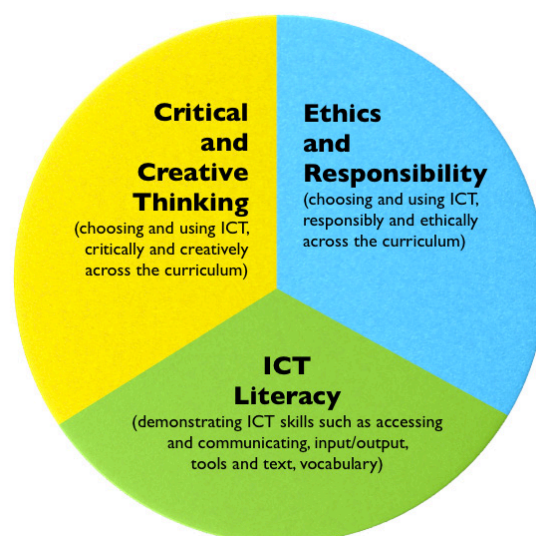 Critical
and
Creative
Thinking
(choosing and using ICT,
critically and creatively
across the curriculum)
Ethics
and
Responsibility
(choosing and using ICT,
responsibly and ethically
across the curriculum)
ICT
Literacy
(demonstrating ICT skills such as accessing
and communicating, input/output,
tools and text, vocabulary)